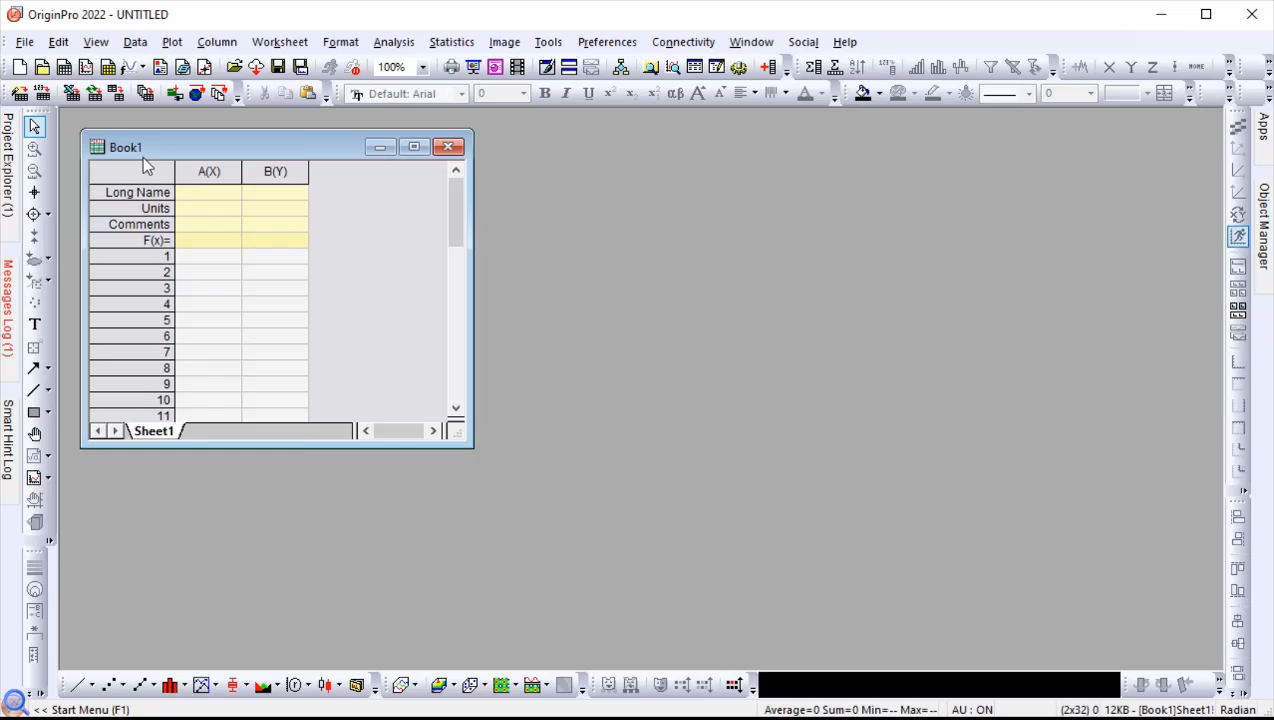 OriginPro 2022 - UNTITLED
File Edit View Data Plot Column Worksheet Format Analysis Statistics Image Tools Preferences Connectivity Window Social Help
100%
Default: Arial 0 B I U αβ A A A 0
Project Explorer (1)
Messages Log (1)
Smart Hint Log
Apps
Object Manager
Book1
A(X) B(Y)
Long Name
Units
Comments
F(x)=
1
2
3
4
5
6
7
8
9
10
11
Sheet1
T
<< Start Menu (F1) Average=0 Sum=0 Min=-- Max=-- AU : ON (2x32) 0 12KB - [Book1]Sheet1! Radian